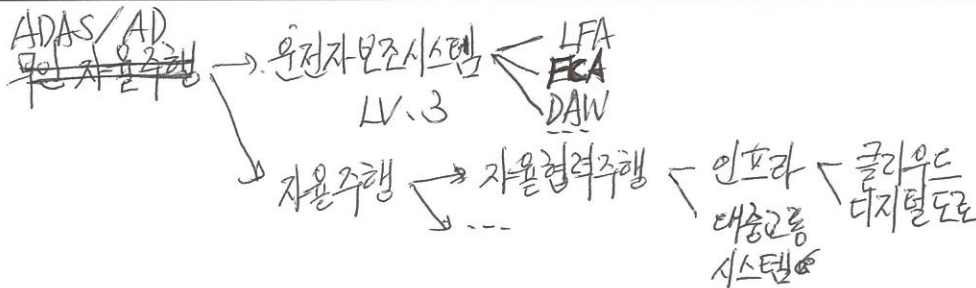 ADAS/AD
무인 자율주행 → 운전자보조시스템 LFA
FCA
LV.3 DAW
...
자율주행 → 자율협력주행 인프라 클라우드
...
디지털도로
대중교통
시스템